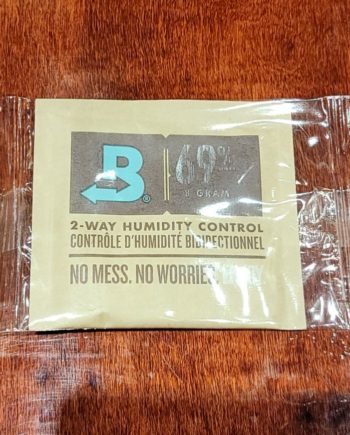 B®
69%
8 GRAM
2-WAY HUMIDITY CONTROL
CONTRÔLE D'HUMIDITÉ BIDIRECTIONNEL
NO MESS. NO WORRIES.